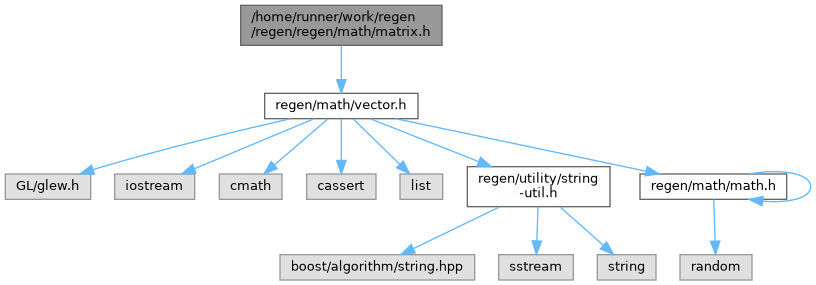 /home/runner/work/regen
/regen/regen/math/matrix.h
regen/math/vector.h
GL/glew.h
iostream
cmath
cassert
list
regen/utility/string
-util.h
regen/math/math.h
boost/algorithm/string.hpp
sstream
string
random